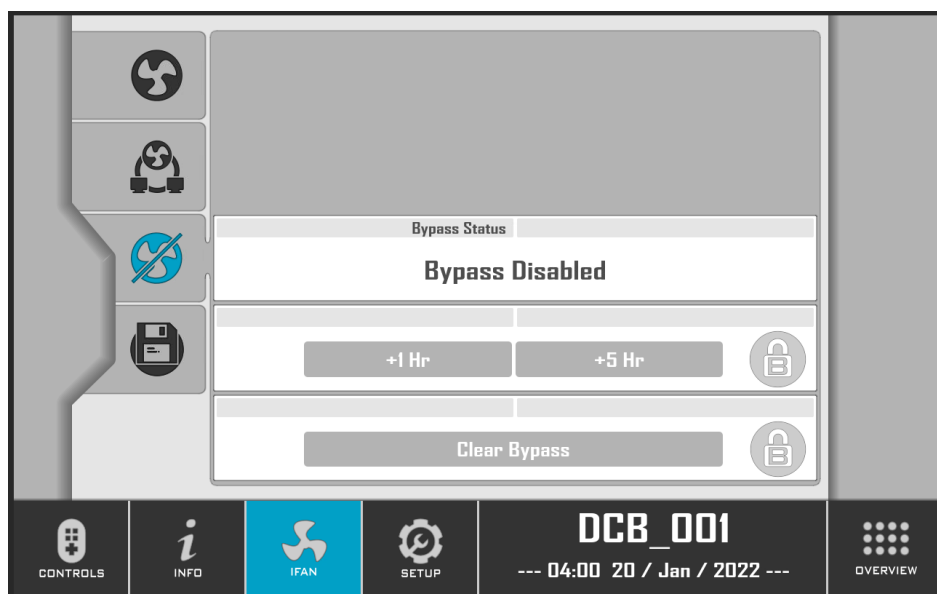 Bypass Status
Bypass Disabled
+1 Hr
+5 Hr
B
Clear Bypass
B
CONTROLS
INFO
IFAN
SETUP
DCB_001
--- 04:00 20 / Jan / 2022 ---
OVERVIEW